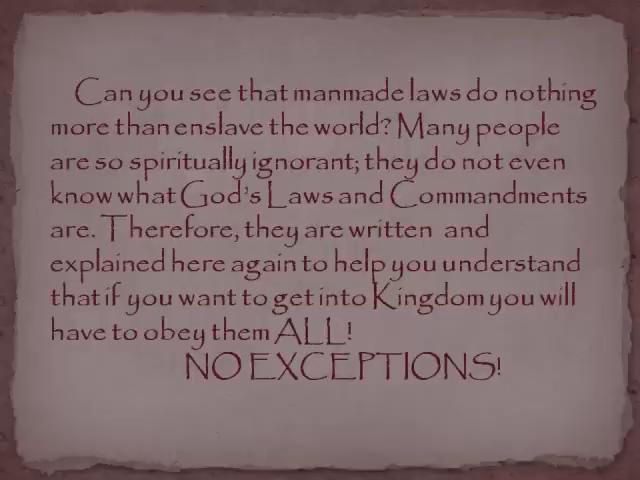 Can you see that manmade laws do nothing
more than enslave the world? Many people
are so spiritually ignorant; they do not even
know what God's Laws and Commandments
are. Therefore, they are written and
explained here again to help you understand
that if you want to get into Kingdom you will
have to obey them ALL!
NO EXCEPTIONS!